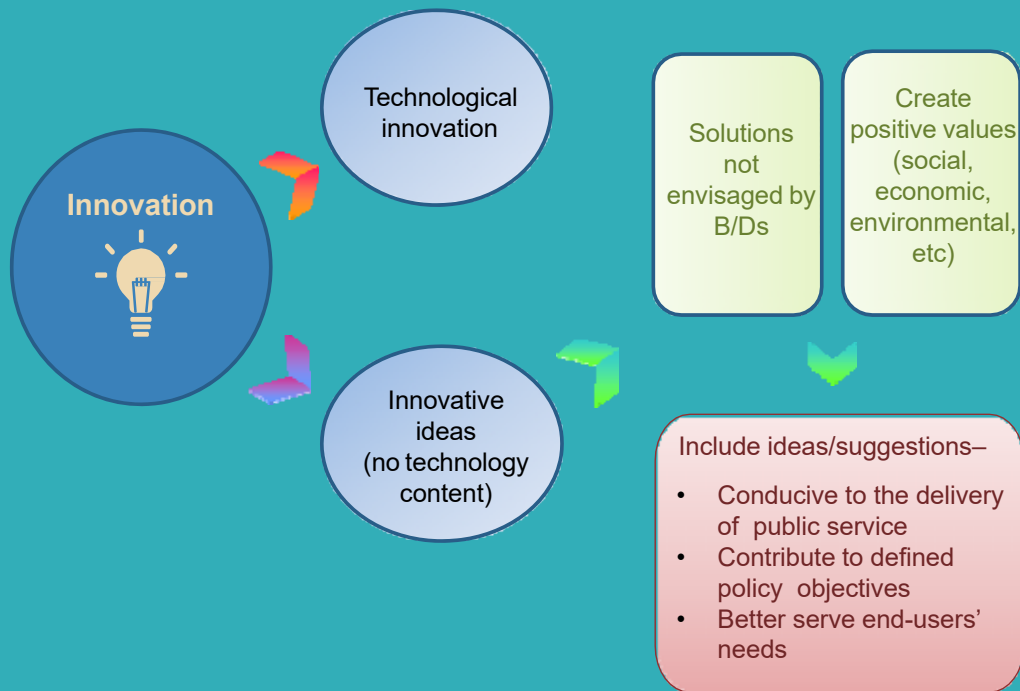 Innovation
Technological
innovation
Innovative
ideas
(no technology
content)
Solutions
not
envisaged by
B/Ds
Create
positive values
(social,
economic,
environmental,
etc)
Include ideas/suggestions–
• Conducive to the delivery
of public service
• Contribute to defined
policy objectives
• Better serve end-users’
needs